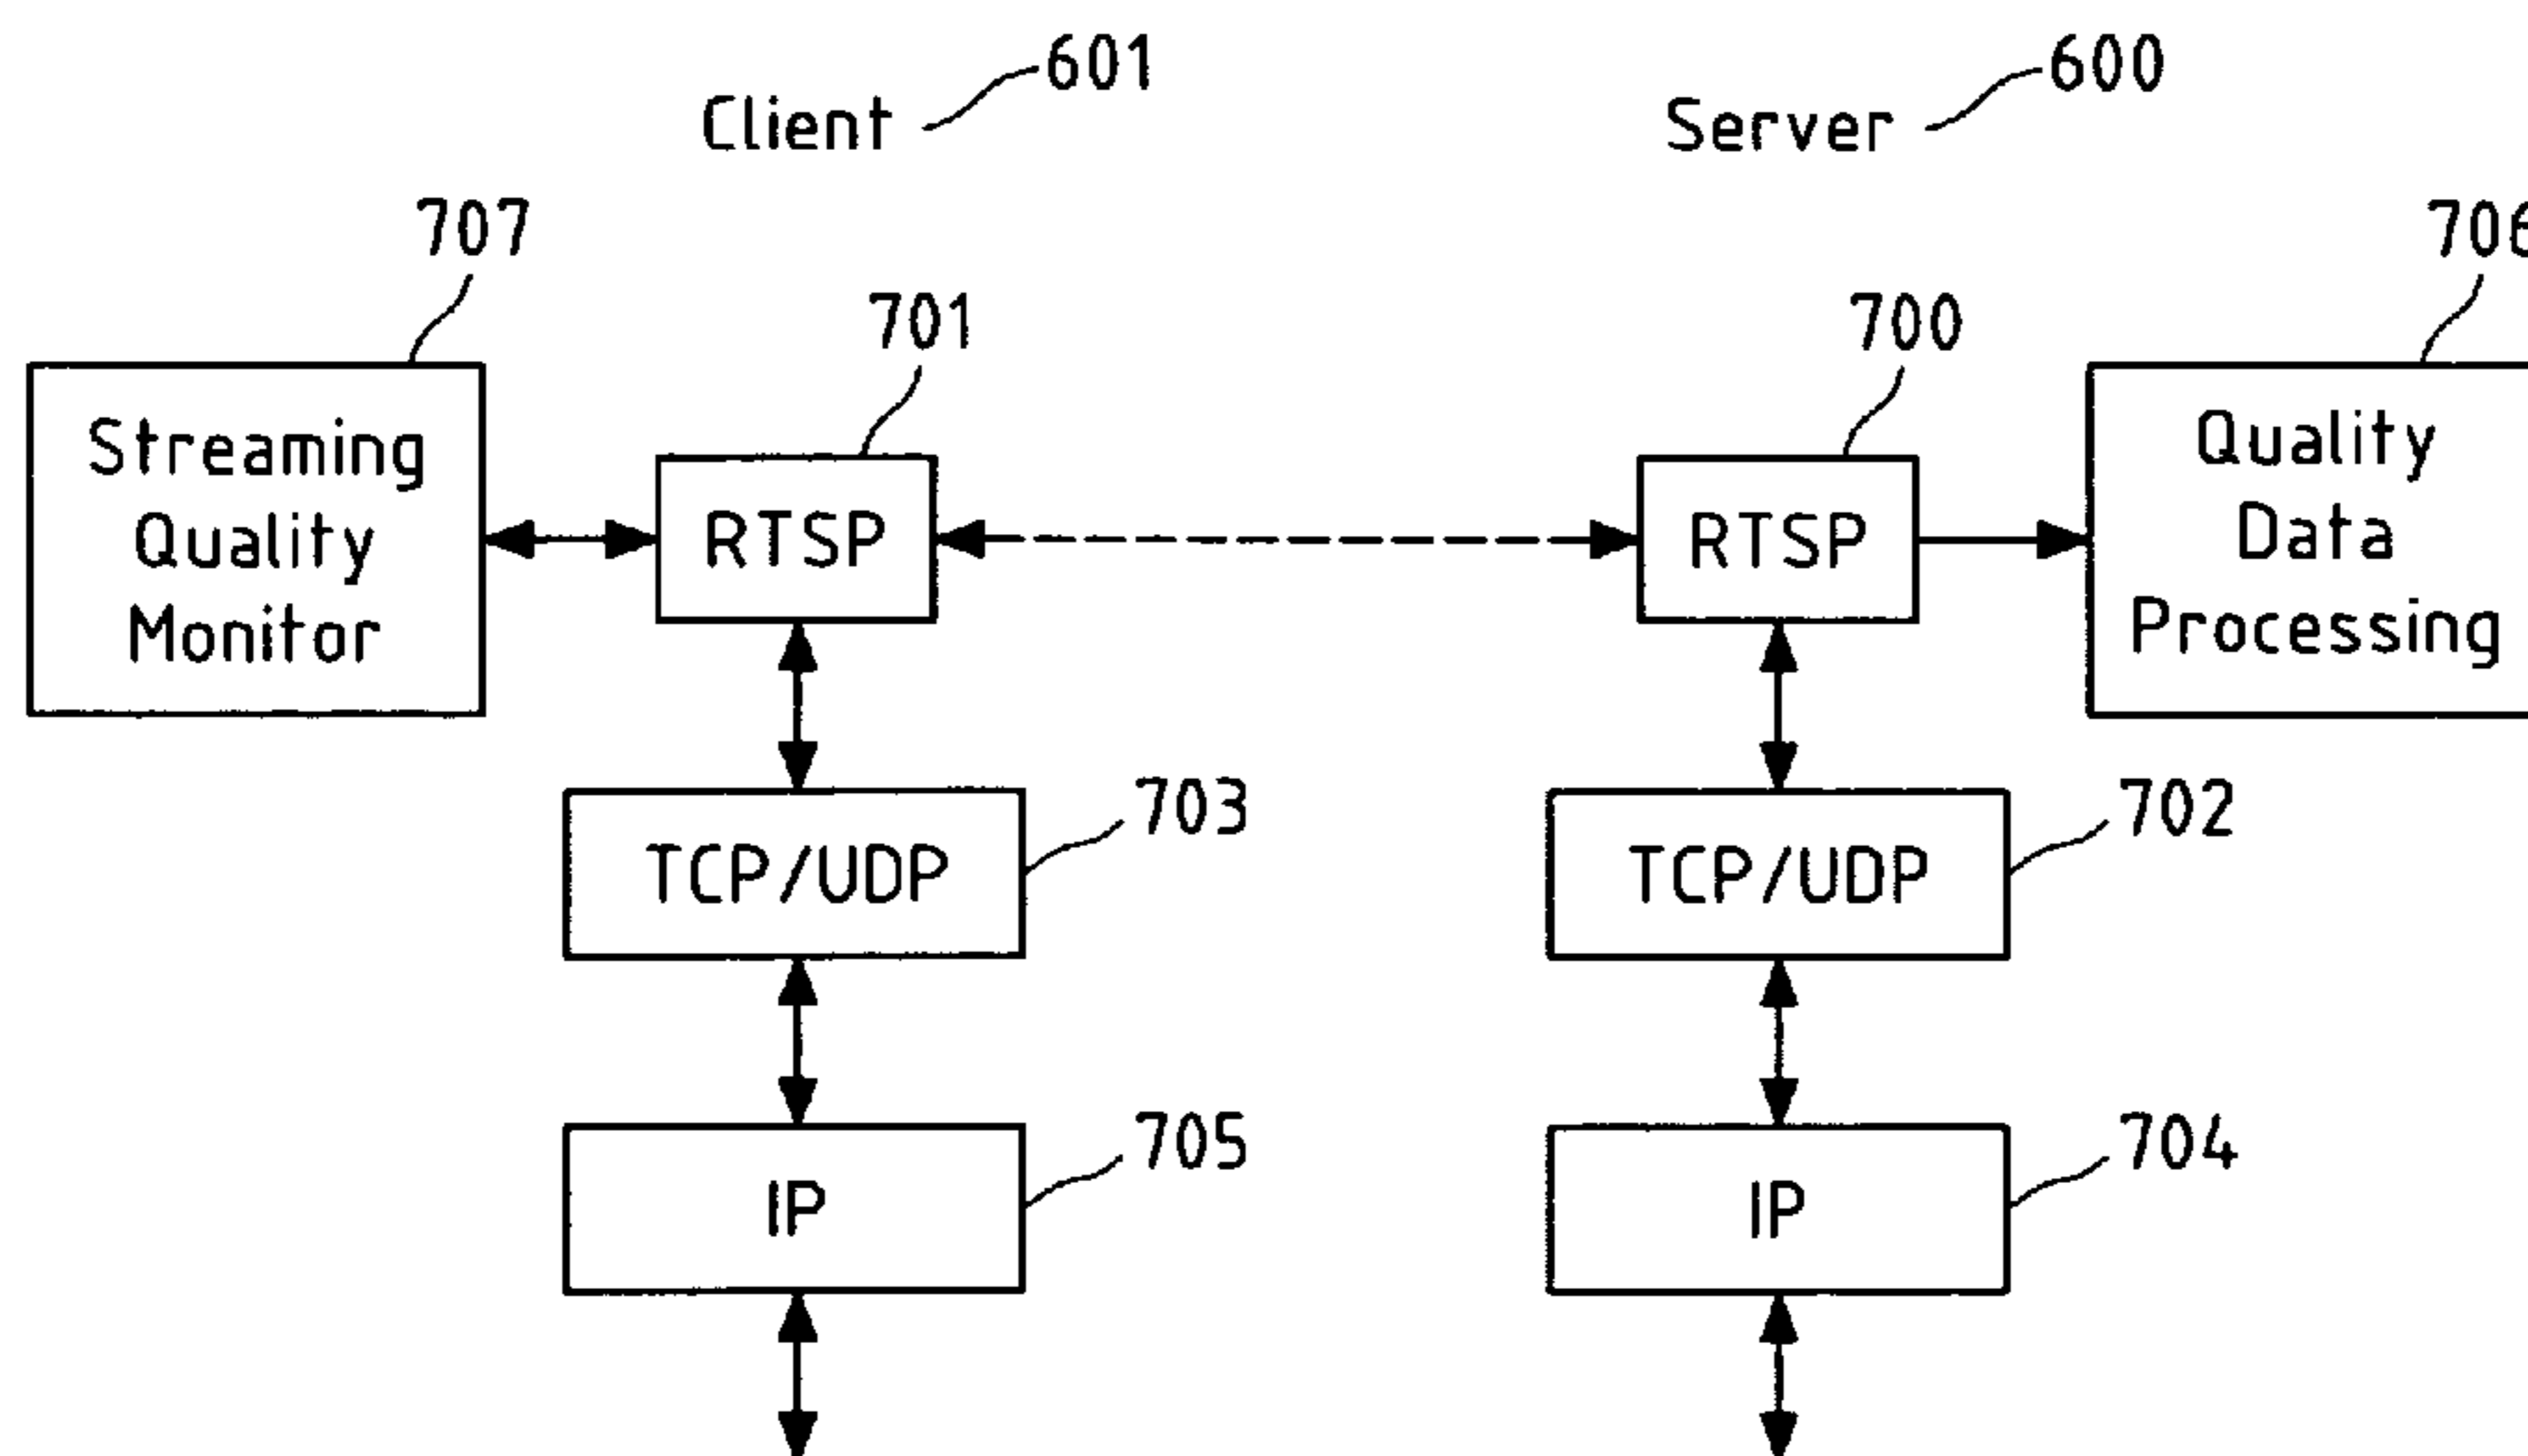 601
Client
600
Server
707
706
701
700
Streaming
Quality
Monitor
RTSP
RTSP
Quality
Data
Processing
703
TCP/UDP
702
TCP/UDP
705
IP
704
IP